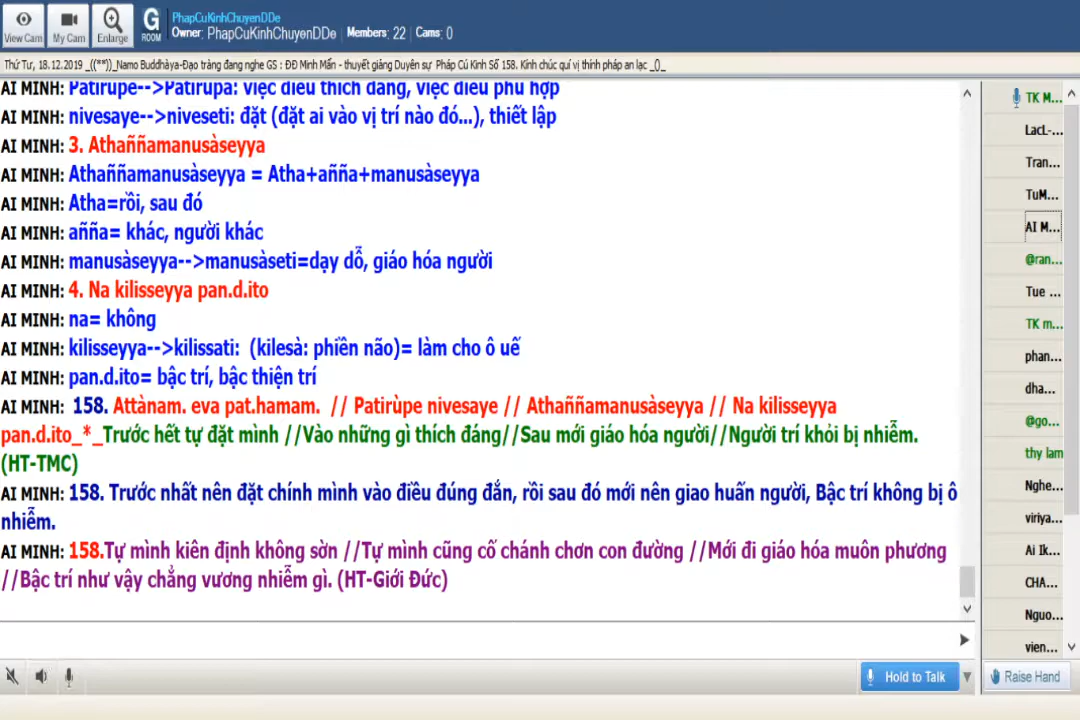 View Cam
My Cam
Enlarge
G
ROOM
PhapCuKinhChuyenDDe
Owner: PhapCuKinhChuyenDDe Members: 22 Cams: 0
Thứ Tư, 18.12.2019 _((**))_Namo Buddhàya-Đạo tràng đang nghe GS : ĐĐ Minh Mẫn - thuyết giảng Duyên sự Pháp Cú Kinh Số 158. Kính chúc quí vị thính pháp an lạc _()_
AI MINH: Patirùpe-->Patirùpa: việc điều thích đáng, việc điều phù hợp
AI MINH: nivesaye-->niveseti: đặt (đặt ai vào vị trí nào đó...), thiết lập
AI MINH: 3. Athaññamanusàseyya
AI MINH: Athaññamanusàseyya = Atha+añña+manusàseyya
AI MINH: Atha=rồi, sau đó
AI MINH: añña= khác, người khác
AI MINH: manusàseyya-->manusàseti=dạy dỗ, giáo hóa người
AI MINH: 4. Na kilisseyya pan.d.ito
AI MINH: na= không
AI MINH: kilisseyya-->kilissati: (kilesà: phiền não)= làm cho ô uế
AI MINH: pan.d.ito= bậc trí, bậc thiện trí
AI MINH: 158. Attànam. eva pat.hamam. // Patirùpe nivesaye // Athaññamanusàseyya // Na kilisseyya
pan.d.ito_*_Trước hết tự đặt mình //Vào những gì thích đáng//Sau mới giáo hóa người//Người trí khỏi bị nhiễm.
(HT-TMC)
AI MINH: 158. Trước nhất nên đặt chính mình vào điều đúng đắn, rồi sau đó mới nên giao huấn người, Bậc trí không bị ô
nhiễm.
AI MINH: 158.Tự mình kiên định không sờn //Tự mình cũng cố chánh chơn con đường //Mới đi giáo hóa muôn phương
//Bậc trí như vậy chẳng vương nhiễm gì. (HT-Giới Đức)
TK M...
LacL-...
Tran...
TuM...
AI M...
@ran...
Tue ...
TK m...
phan...
dha...
@go...
thy lam
Nghe...
viriya...
Ai Ik...
CHA...
Nguo...
vien...
Hold to Talk
Raise Hand